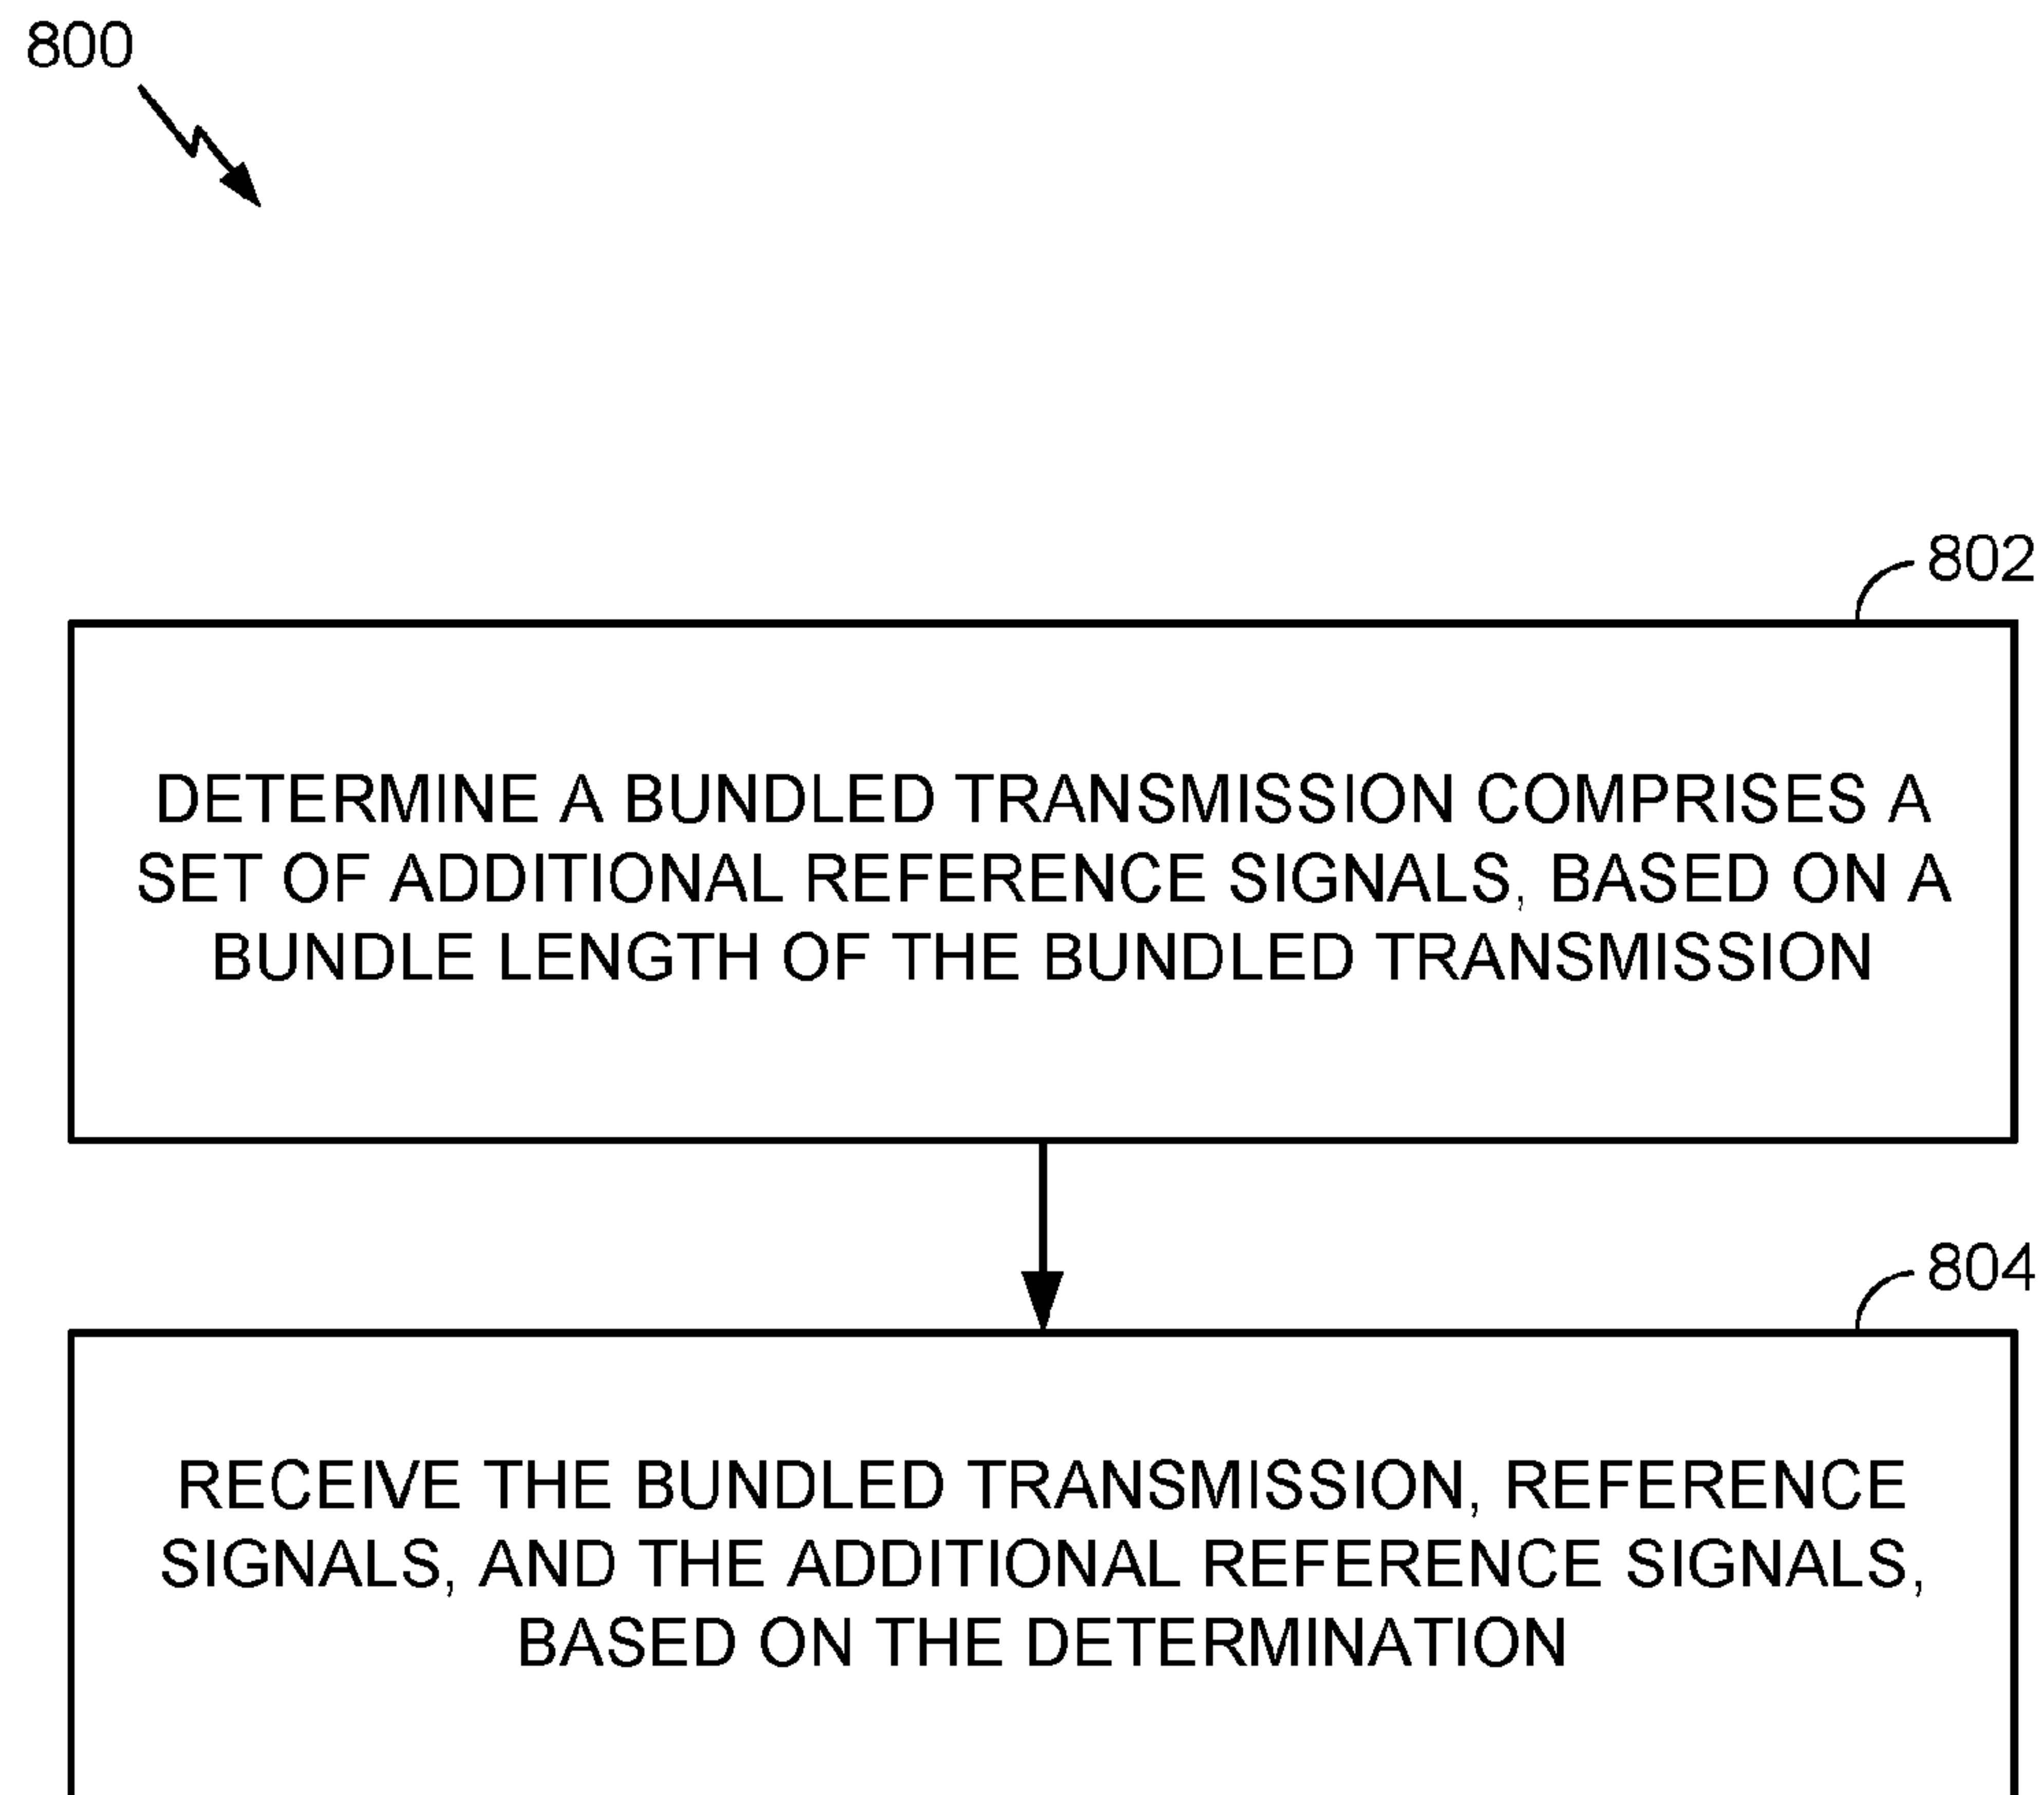 800
802
DETERMINE A BUNDLED TRANSMISSION COMPRISES A
SET OF ADDITIONAL REFERENCE SIGNALS, BASED ON A
BUNDLE LENGTH OF THE BUNDLED TRANSMISSION
804
RECEIVE THE BUNDLED TRANSMISSION, REFERENCE
SIGNALS, AND THE ADDITIONAL REFERENCE SIGNALS,
BASED ON THE DETERMINATION